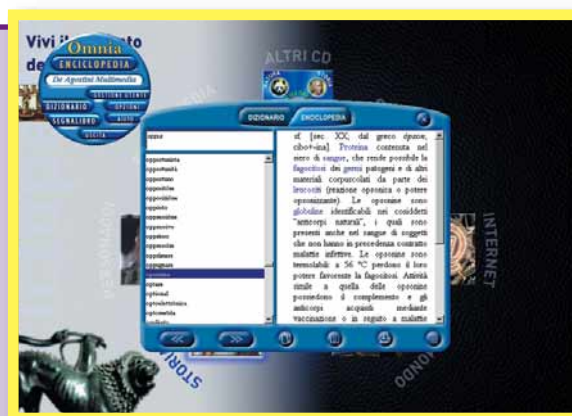 Vivi il
to
de
Omnia
ENCICLOPEDIA
De Agostini Multimedia
GESTIONE UTENTE
DIZIONARIO
OPZIONI
SEGNALIBRO
AIUTO
USCITA
ALTRI CD
DIZIONARIO
ENCICLOPEDIA
opportunista
opportunità
opportuno
oppositore
opposizione
oppressione
oppressivo
oppresso
oppressore
opprimere
oppugnare
opsonina
optare
optional
optoelettronica
optometria
sf. [sec. XX; dal greco ópson,
cibo+-ina]. Proteina contenuta nel
siero di sangue, che rende possibile la
fagocitosi dei germi patogeni e di altri
materiali corpuscolati da parte dei
leucociti (reazione opsonica o potere
opsonizzante). Le opsonine sono
globuline identificabili nei cosiddetti
"anticorpi naturali", i quali sono
presenti anche nel sangue di soggetti
che non hanno in precedenza contratto
malattie infettive. Le opsonine sono
termolabili: a 56 °C perdono il loro
potere favorente la fagocitosi. Attività
simile a quella delle opsonine
possiedono il complemento e gli
anticorpi acquisiti mediante
vaccinazione o in seguito a malattie
INTERNET
STORIA
ONDO